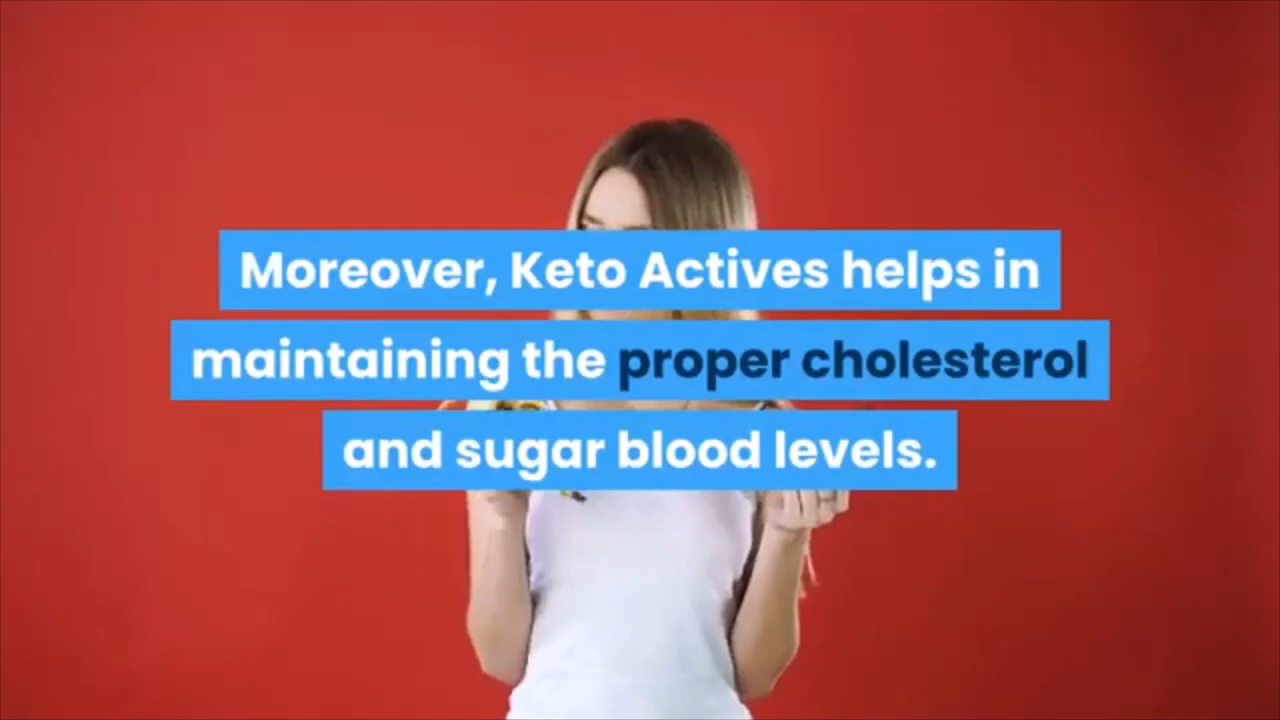 Moreover, Keto Actives helps in
maintaining the proper cholesterol
and sugar blood levels.